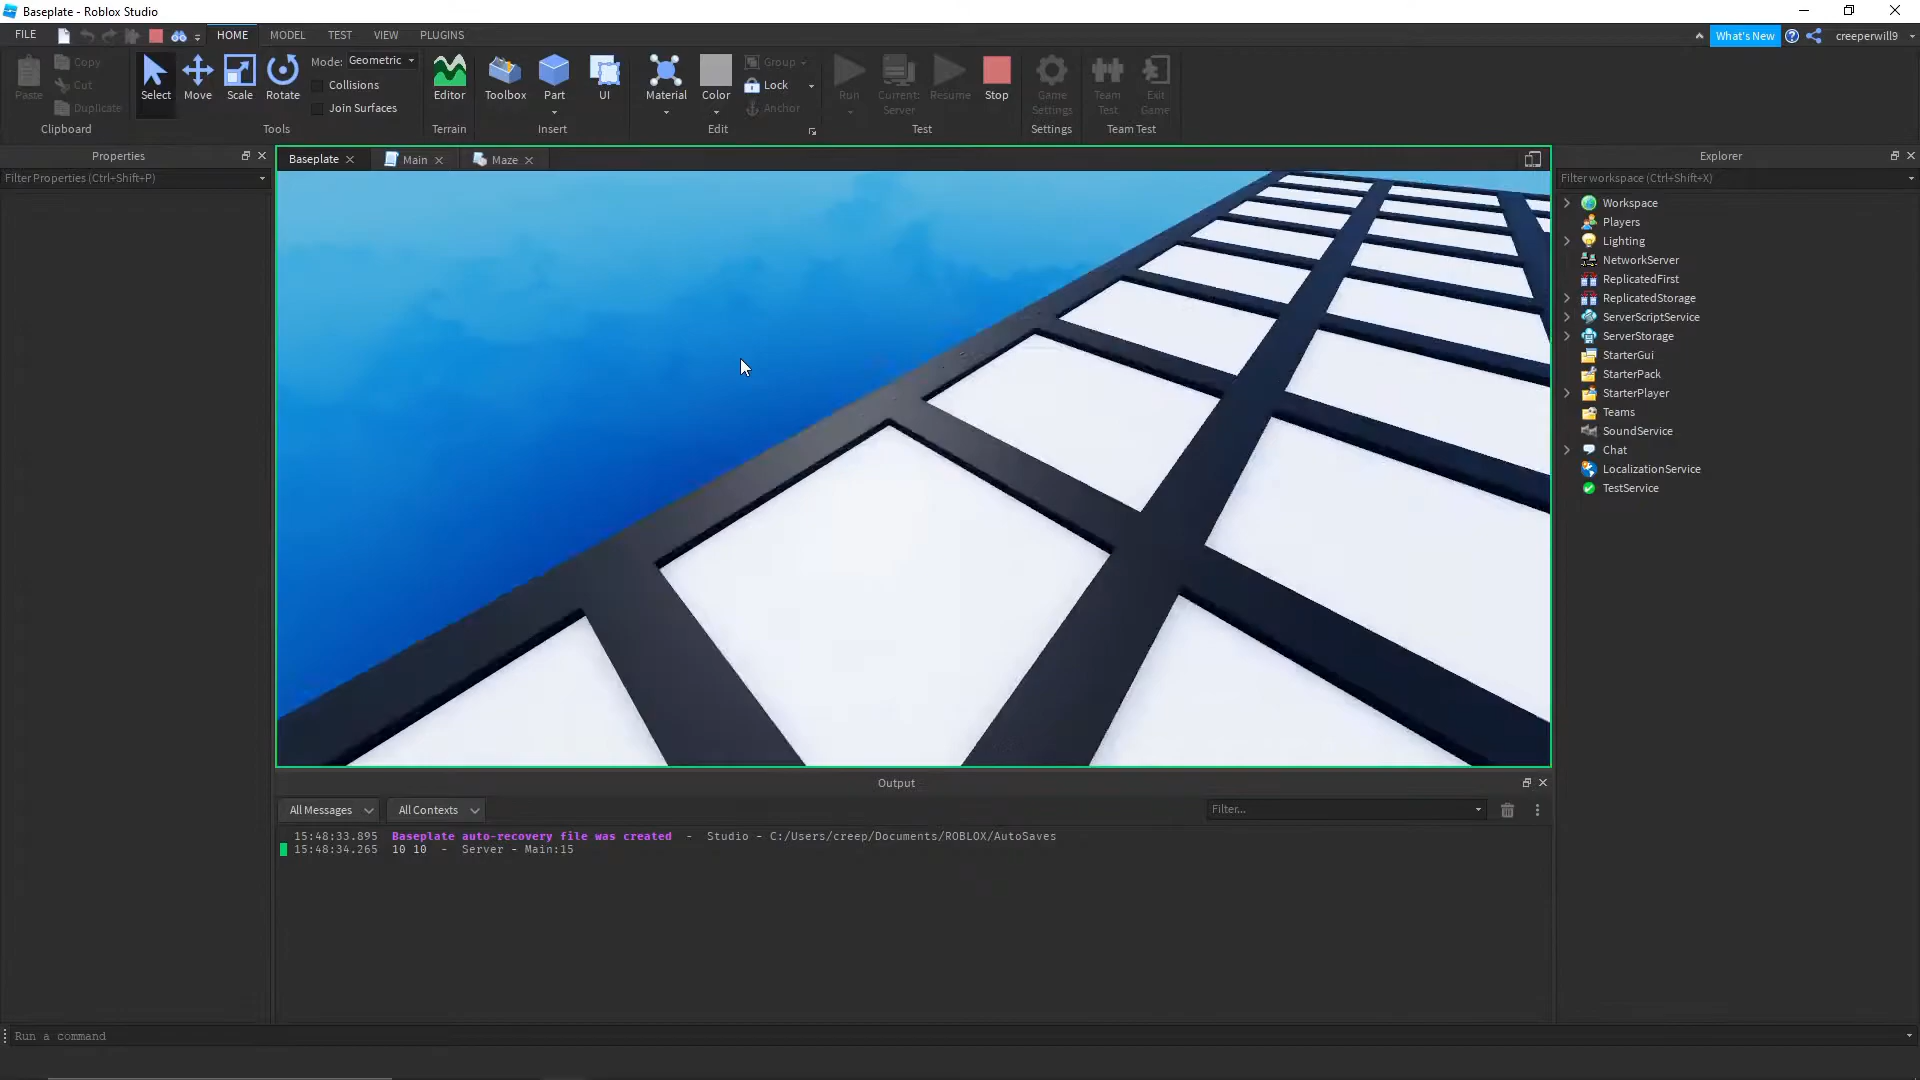 Baseplate - Roblox Studio
FILE HOME MODEL TEST VIEW PLUGINS What's New creeperwill9
Paste Copy Cut Duplicate Clipboard
Select Move Scale Rotate Mode: Geometric Collisions Join Surfaces Tools
Editor Terrain
Toolbox Part UI Insert
Material Color Group Lock Anchor Edit
Run Current: Server Resume Stop Test
Game Settings Settings
Team Test Exit Game Team Test
Properties
Filter Properties (Ctrl+Shift+P)
Baseplate Main Maze
Explorer
Filter workspace (Ctrl+Shift+X)
Workspace
Players
Lighting
NetworkServer
ReplicatedFirst
ReplicatedStorage
ServerScriptService
ServerStorage
StarterGui
StarterPack
StarterPlayer
Teams
SoundService
Chat
LocalizationService
TestService
Output
All Messages All Contexts Filter...
15:48:33.895 Baseplate auto-recovery file was created - Studio - C:/Users/creep/Documents/ROBLOX/AutoSaves
15:48:34.265 10 10 - Server - Main:15
Run a command